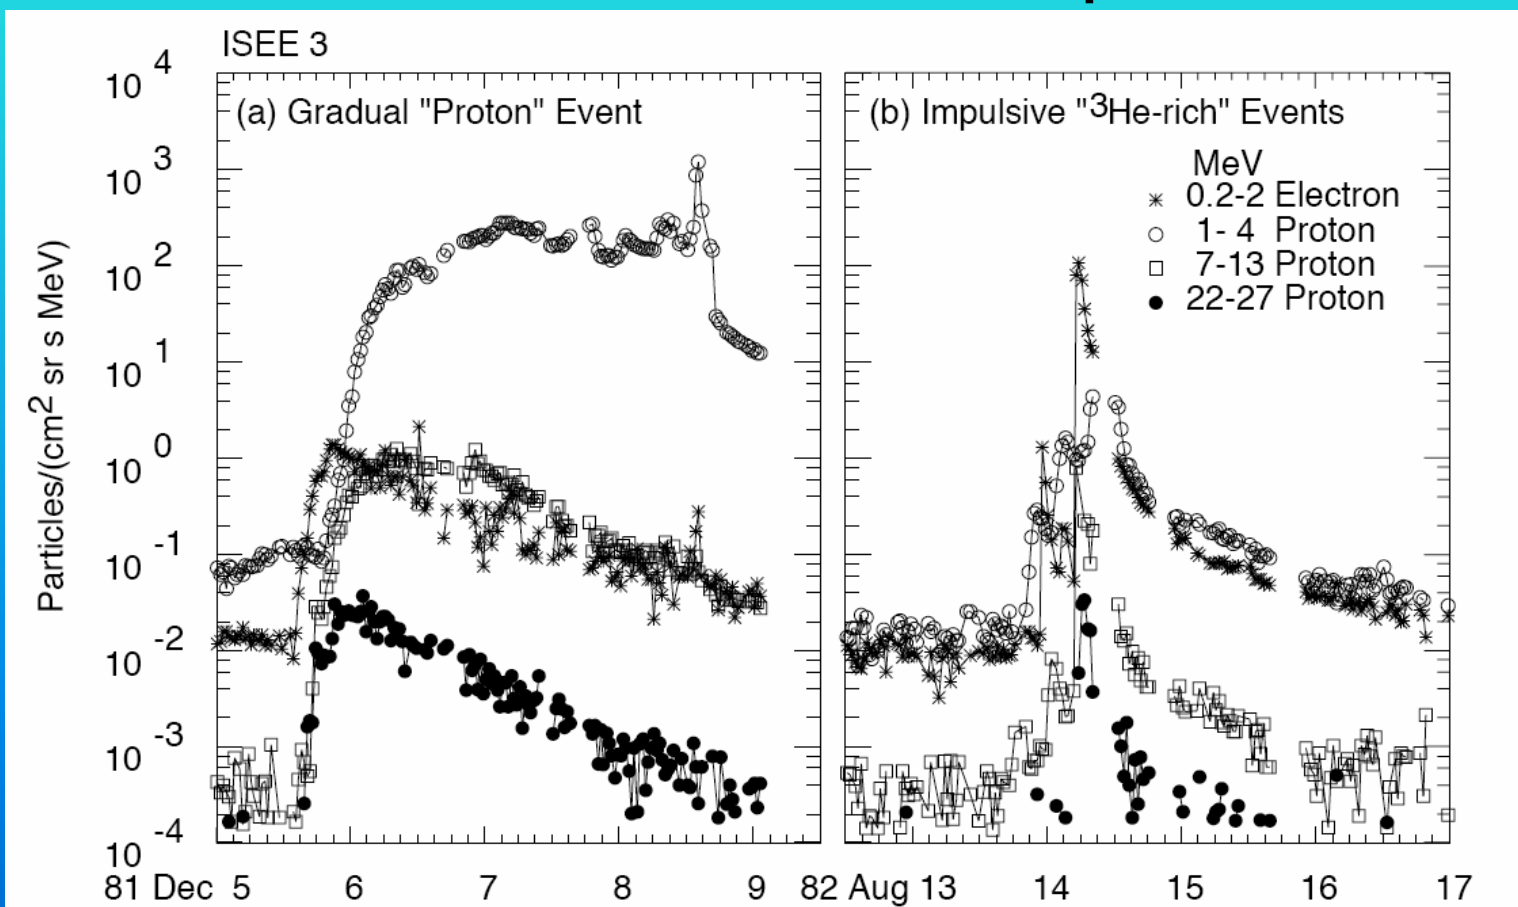 ISEE 3
(a) Gradual "Proton" Event
(b) Impulsive "3He-rich" Events
MeV
0.2-2 Electron
1- 4 Proton
7-13 Proton
22-27 Proton
Particles/(cm2 sr s MeV)
10 4
10 3
10 2
10 1
10 0
10 -1
10 -2
10 -3
10 -4
81 Dec 5 6 7 8 9 82 Aug 13 14 15 16 17